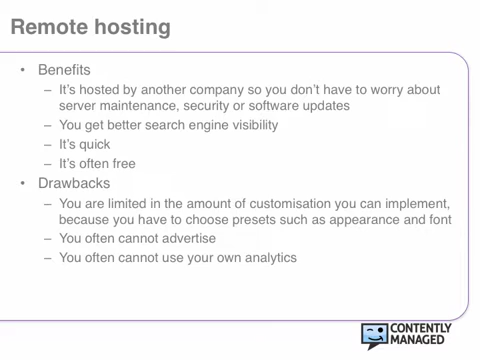 Remote hosting
• Benefits
– It's hosted by another company so you don't have to worry about
server maintenance, security or software updates
– You get better search engine visibility
– It's quick
– It's often free
• Drawbacks
– You are limited in the amount of customisation you can implement,
because you have to choose presets such as appearance and font
– You often cannot advertise
– You often cannot use your own analytics
CONTENTLY
MANAGED